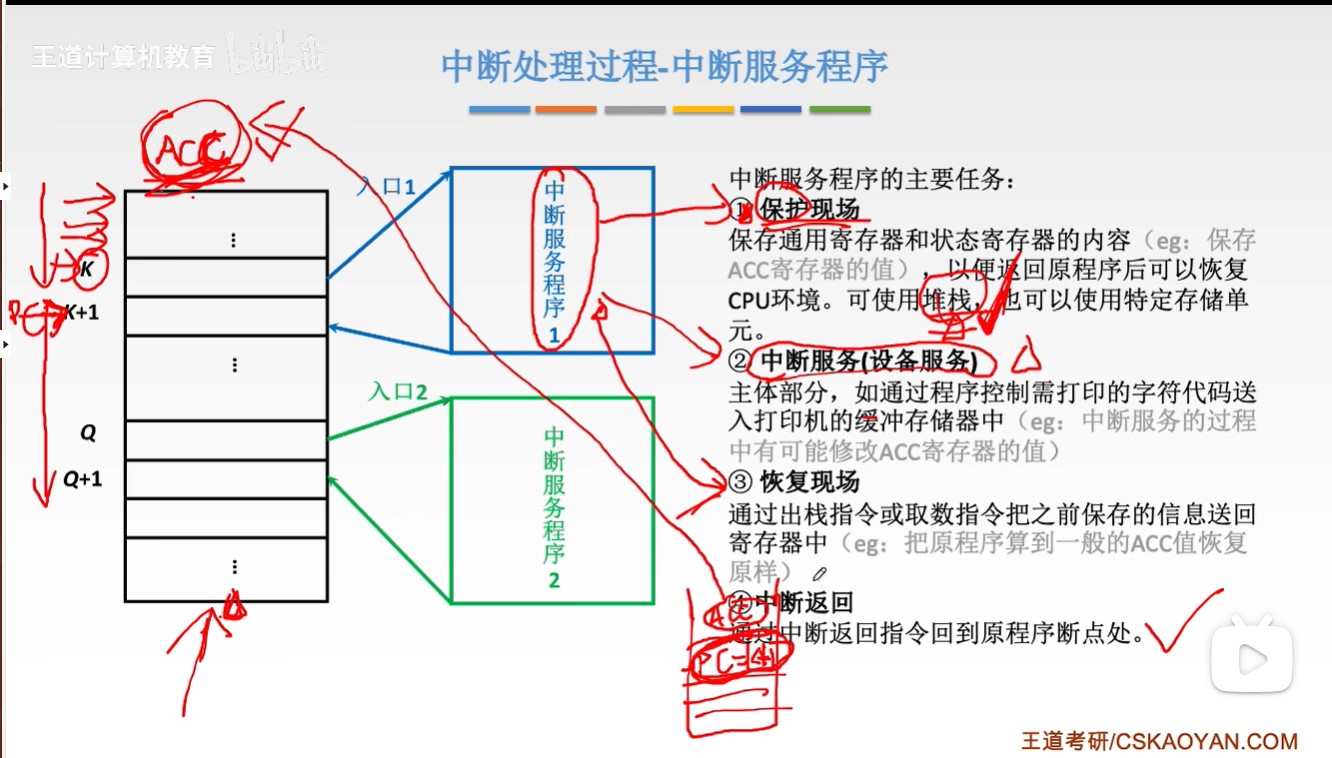 王道计算机教育 bilibili
中断处理过程-中断服务程序
ACC
入口1
中断服务程序1
K
K+1
PC
Q
Q+1
入口2
中断服务程序2
中断服务程序的主要任务：
① 保护现场
保存通用寄存器和状态寄存器的内容（eg：保存
ACC寄存器的值），以便返回原程序后可以恢复
CPU环境。可使用堆栈，也可以使用特定存储单
元。
② 中断服务(设备服务)
主体部分，如通过程序控制需打印的字符代码送
入打印机的缓冲存储器中（eg：中断服务的过程
中有可能修改ACC寄存器的值）
③ 恢复现场
通过出栈指令或取数指令把之前保存的信息送回
寄存器中（eg：把原程序算到一般的ACC值恢复
原样）
④中断返回
通过中断返回指令回到原程序断点处。
ACC
王道考研/CSKAOYAN.COM